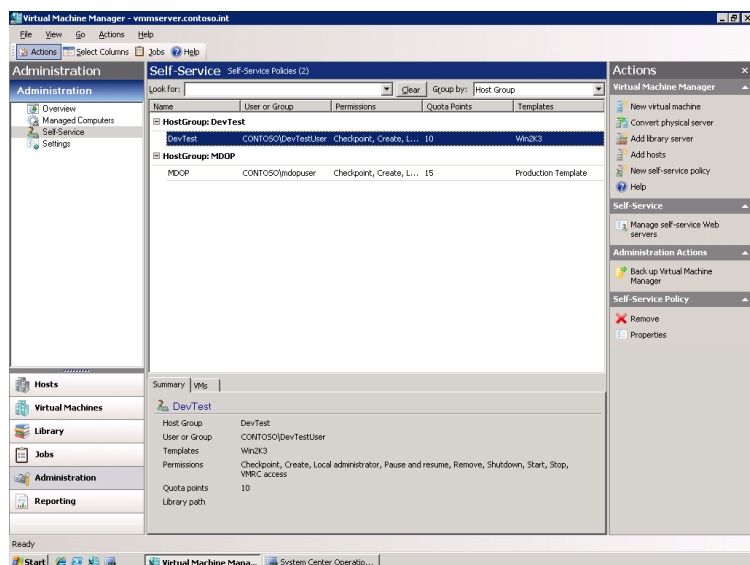 Virtual Machine Manager - vmmserver.contoso.int
File View Go Actions Help
Actions Select Columns Jobs Help
Administration
Administration
Overview
Managed Computers
Self-Service
Settings
Hosts
Virtual Machines
Library
Jobs
Administration
Reporting
Self-Service Self-Service Policies (2)
Look for: Clear Group by: Host Group
Name User or Group Permissions Quota Points Templates
HostGroup: DevTest
DevTest CONTOSO\DevTestUser Checkpoint, Create, L... 10 Win2K3
HostGroup: MDOP
MDOP CONTOSO\mdopuser Checkpoint, Create, L... 15 Production Template
Summary VMs
DevTest
Host Group DevTest
User or Group CONTOSO\DevTestUser
Templates Win2K3
Permissions Checkpoint, Create, Local administrator, Pause and resume, Remove, Shutdown, Start, Stop,
VMRC access
Quota points 10
Library path
Actions
Virtual Machine Manager
New virtual machine
Convert physical server
Add library server
Add hosts
New self-service policy
Help
Self-Service
Manage self-service Web
servers
Administration Actions
Back up Virtual Machine
Manager
Self-Service Policy
Remove
Properties
Ready
Start Virtual Machine Mana... System Center Operatio...